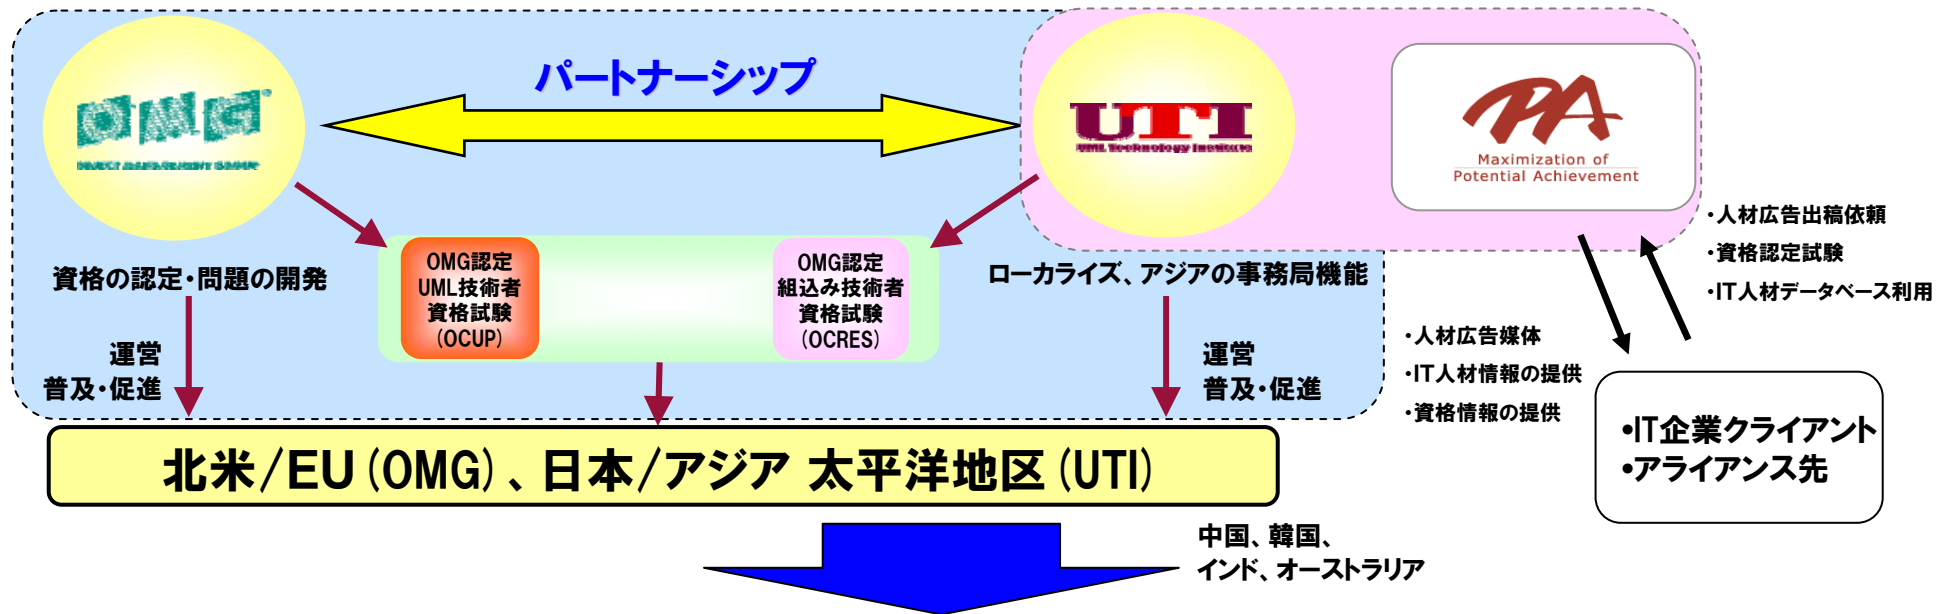 パートナーシップ
OMG
OBJECT MANAGEMENT GROUP
UTI
UML Technology Institute
PA
Maximization of
Potential Achievement
・人材広告出稿依頼
・資格認定試験
・IT人材データベース利用
OMG認定
UML技術者
資格試験
(OCUP)
OMG認定
組込み技術者
資格試験
(OCRES)
資格の認定・問題の開発
ローカライズ、アジアの事務局機能
運営
普及・促進
運営
普及・促進
・人材広告媒体
・IT人材情報の提供
・資格情報の提供
•IT企業クライアント
•アライアンス先
北米/EU(OMG)、日本/アジア 太平洋地区(UTI)
中国、韓国、
インド、オーストラリア